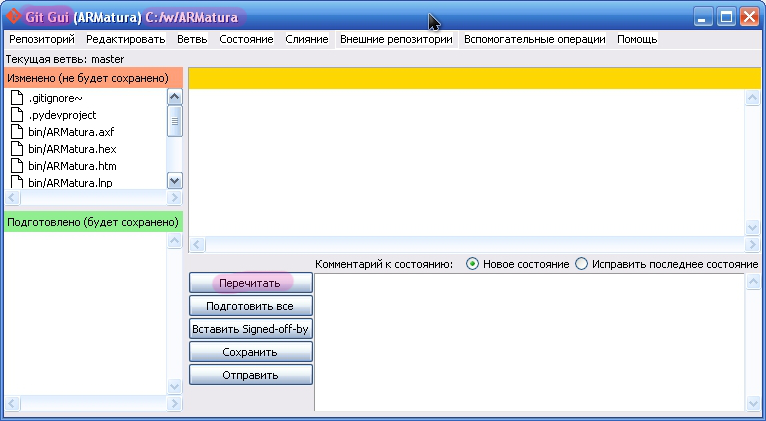 Git Gui (ARMatura) C:/w/ARMatura
Репозиторий Редактировать Ветвь Состояние Слияние Внешние репозитории Вспомогательные операции Помощь
Текущая ветвь: master
Изменено (не будет сохранено)
.gitignore~
.pydevproject
bin/ARMatura.axf
bin/ARMatura.hex
bin/ARMatura.htm
bin/ARMatura.lnp
Подготовлено (будет сохранено)
Комментарий к состоянию: Новое состояние Исправить последнее состояние
Перечитать
Подготовить все
Вставить Signed-off-by
Сохранить
Отправить